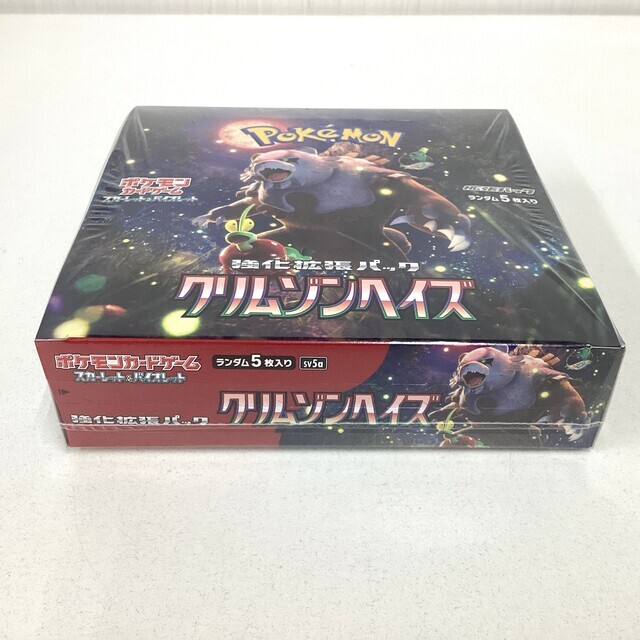 POKéMON
ポケモン
カードゲーム
スカーレット&バイオレット
ランダム5枚入り
強化拡張パック
クリムゾンヘイズ
ポケモンカードゲーム
スカーレット&バイオレット
ランダム5枚入り
sv5a
強化拡張パック
クリムゾンヘイズ